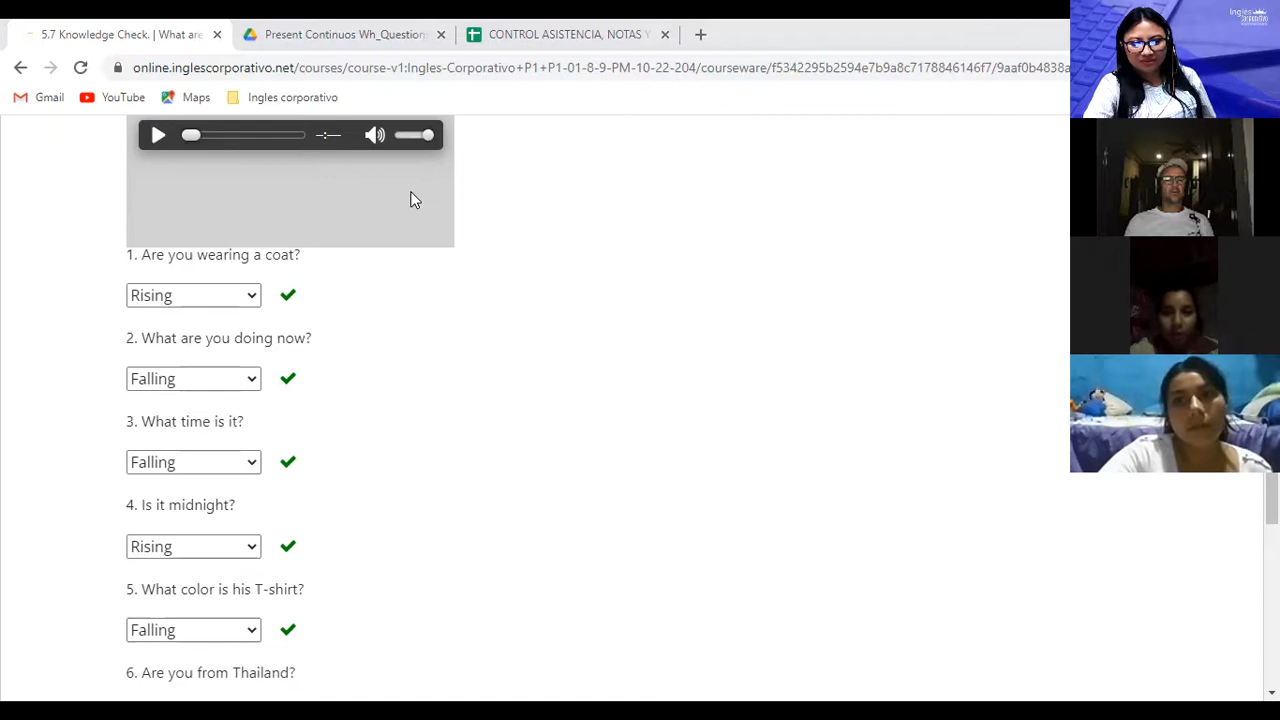 5.7 Knowledge Check. | What are
Present Continuos Wh_Question
CONTROL ASISTENCIA, NOTAS Y
online.inglescorporativo.net/courses/course-v1:Ingles-Corporativo+P1+P1-01-8-9-PM-10-22-204/courseware/f5342295b2594e7b9a8c7178846146f7/9aaf0b4838a
Gmail
YouTube
Maps
Ingles corporativo
-:--
1. Are you wearing a coat?
Rising
2. What are you doing now?
Falling
3. What time is it?
Falling
4. Is it midnight?
Rising
5. What color is his T-shirt?
Falling
6. Are you from Thailand?
Ingles